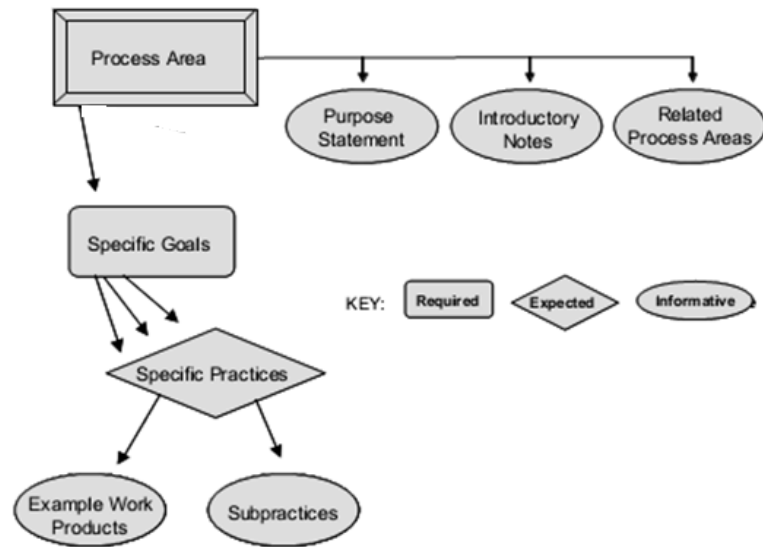 Process Area
Purpose
Statement
Introductory
Notes
Related
Process Areas
Specific Goals
KEY:
Required
Expected
Informative
Specific Practices
Example Work
Products
Subpractices